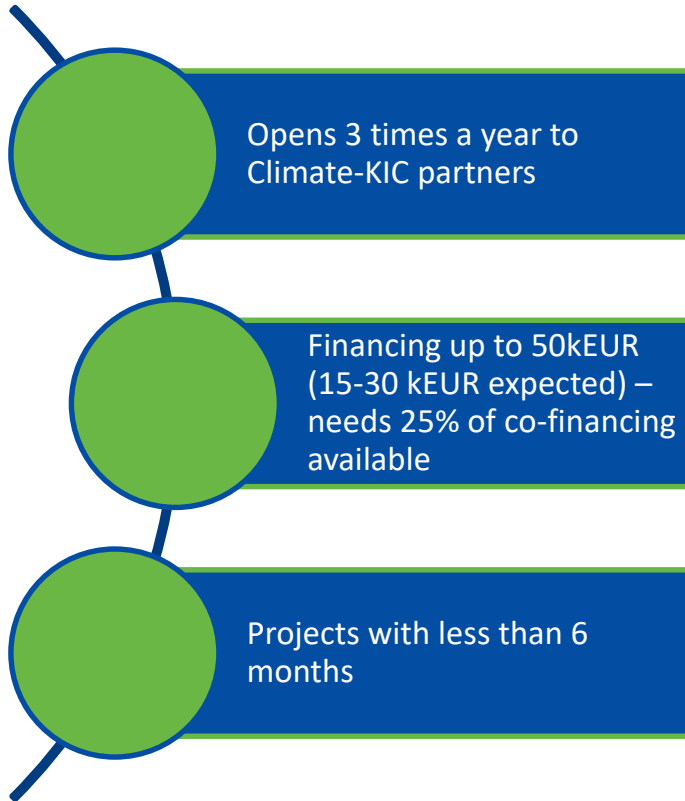 Opens 3 times a year to
Climate-KIC partners
Financing up to 50kEUR
(15-30 kEUR expected) –
needs 25% of co-financing
available
Projects with less than 6
months